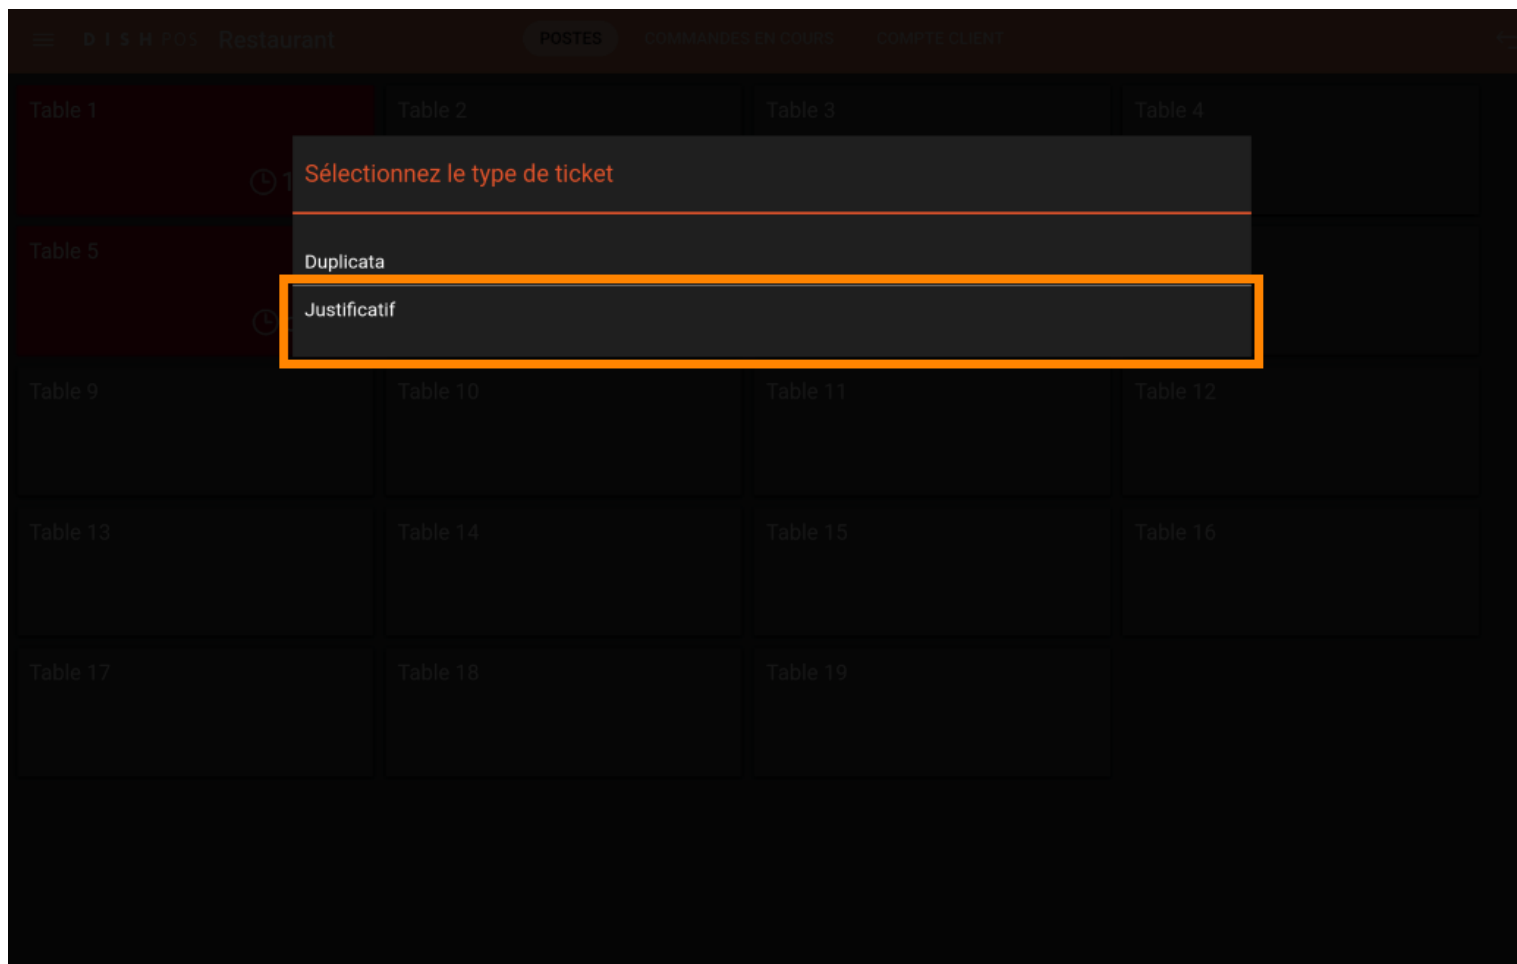 DISH POS Restaurant POSTES COMMANDES EN COURS COMPTE CLIENT
Table 1 Table 2 Table 3 Table 4
Sélectionnez le type de ticket
Table 5
Duplicata
Justificatif
Table 9 Table 10 Table 11 Table 12
Table 13 Table 14 Table 15 Table 16
Table 17 Table 18 Table 19